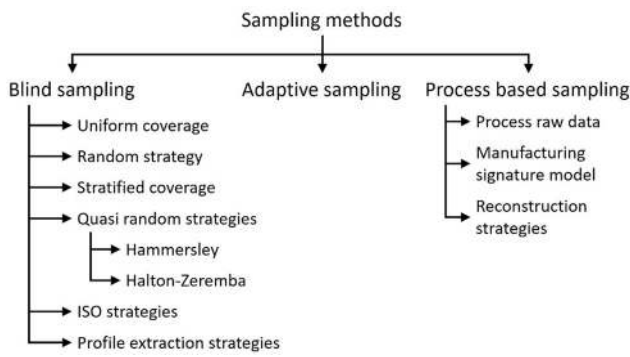 Sampling methods
Blind sampling
Adaptive sampling
Process based sampling
Uniform coverage
Random strategy
Stratified coverage
Quasi random strategies
Hammersley
Halton-Zeremba
ISO strategies
Profile extraction strategies
Process raw data
Manufacturing
signature model
Reconstruction
strategies